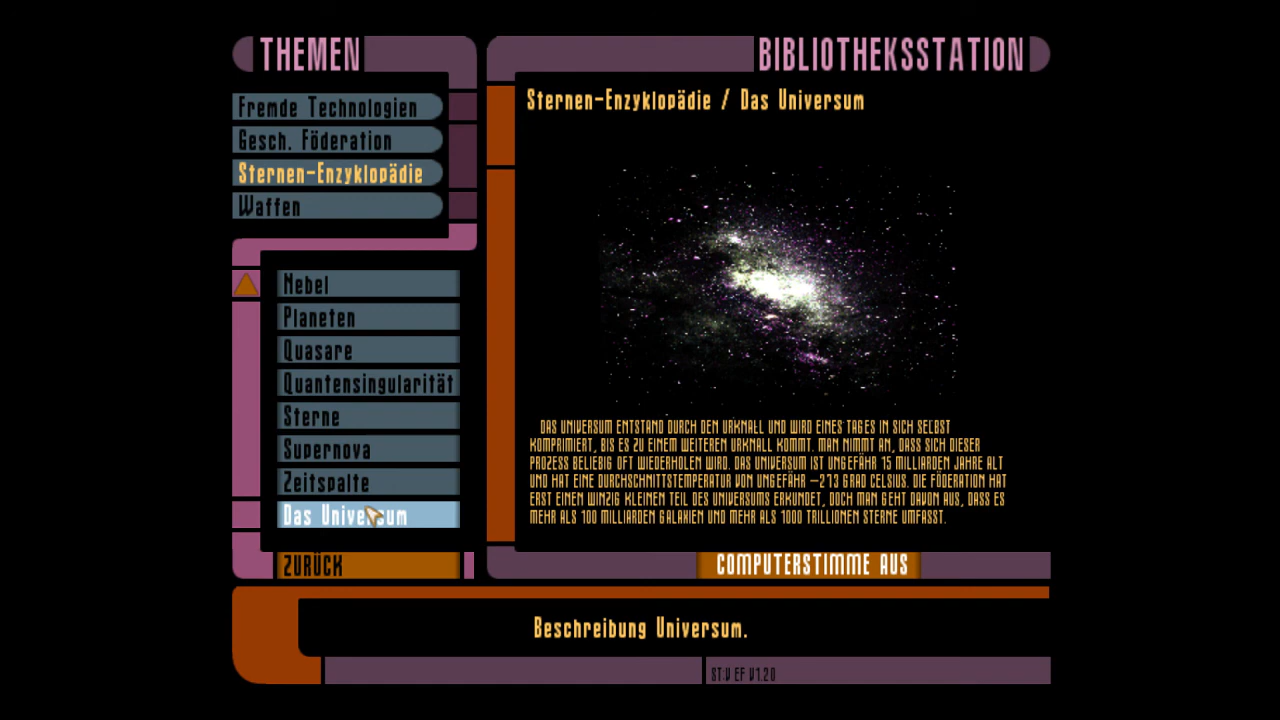 THEMEN
BIBLIOTHEKSSTATION
Fremde Technologien
Gesch. Föderation
Sternen-Enzyklopädie
Waffen
Nebel
Planeten
Quasare
Quantensingularität
Sterne
Supernova
Zeitspalte
Das Universum
ZURÜCK
Sternen-Enzyklopädie / Das Universum
DAS UNIVERSUM ENTSTAND DURCH DEN URKNALL UND WIRD EINES TAGES IN SICH SELBST
KOMPRIMIERT, BIS ES ZU EINEM WEITEREN URKNALL KOMMT. MAN NIMMT AN, DASS SICH DIESER
PROZESS BELIEBIG OFT WIEDERHOLEN WIRD. DAS UNIVERSUM IST UNGEFÄHR 15 MILLIARDEN JAHRE ALT
UND HAT EINE DURCHSCHNITTSTEMPERATUR VON UNGEFÄHR -273 GRAD CELSIUS. DIE FÖDERATION HAT
ERST EINEN WINZIG KLEINEN TEIL DES UNIVERSUMS ERKUNDET, DOCH MAN GEHT DAVON AUS, DASS ES
MEHR ALS 100 MILLIARDEN GALAXIEN UND MEHR ALS 1000 TRILLIONEN STERNE UMFASST.
COMPUTERSTIMME AUS
Beschreibung Universum.
ST:V EF V1.20